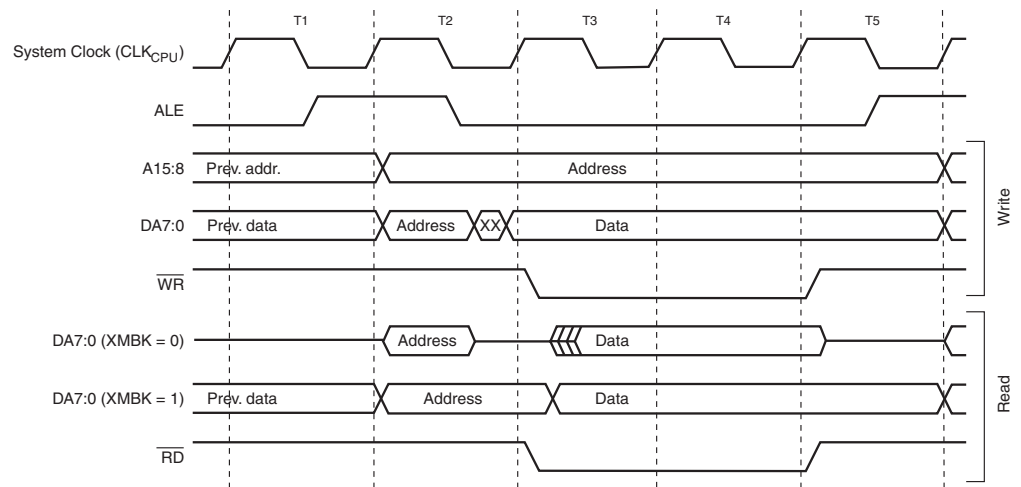 T1 T2 T3 T4 T5
System Clock (CLKCPU)
ALE
A15:8 Prev. addr. Address
DA7:0 Prev. data Address XX Data
WR
Write
DA7:0 (XMBK = 0) Address Data
DA7:0 (XMBK = 1) Prev. data Address Data
RD
Read